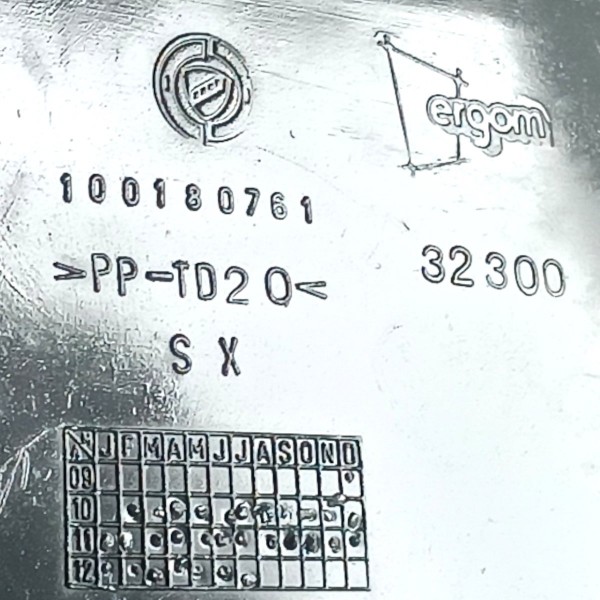 ergom
100180761
>PP-TD20<
32300
SX
J F M A M J J A S O N D
09
10
11
12